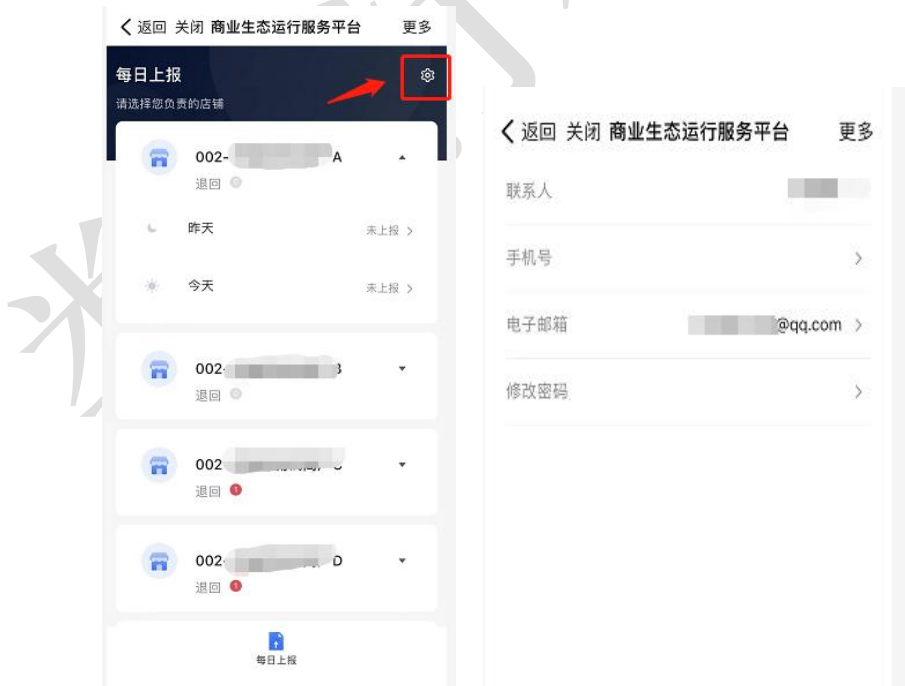 返回 关闭 商业生态运行服务平台 更多
每日上报
请选择您负责的店铺
002- A
退回 0
昨天 未上报
今天 未上报
002- B
退回 0
002
退回 1
002- D
退回 1
每日上报
返回 关闭 商业生态运行服务平台 更多
联系人
手机号
电子邮箱 @qq.com
修改密码